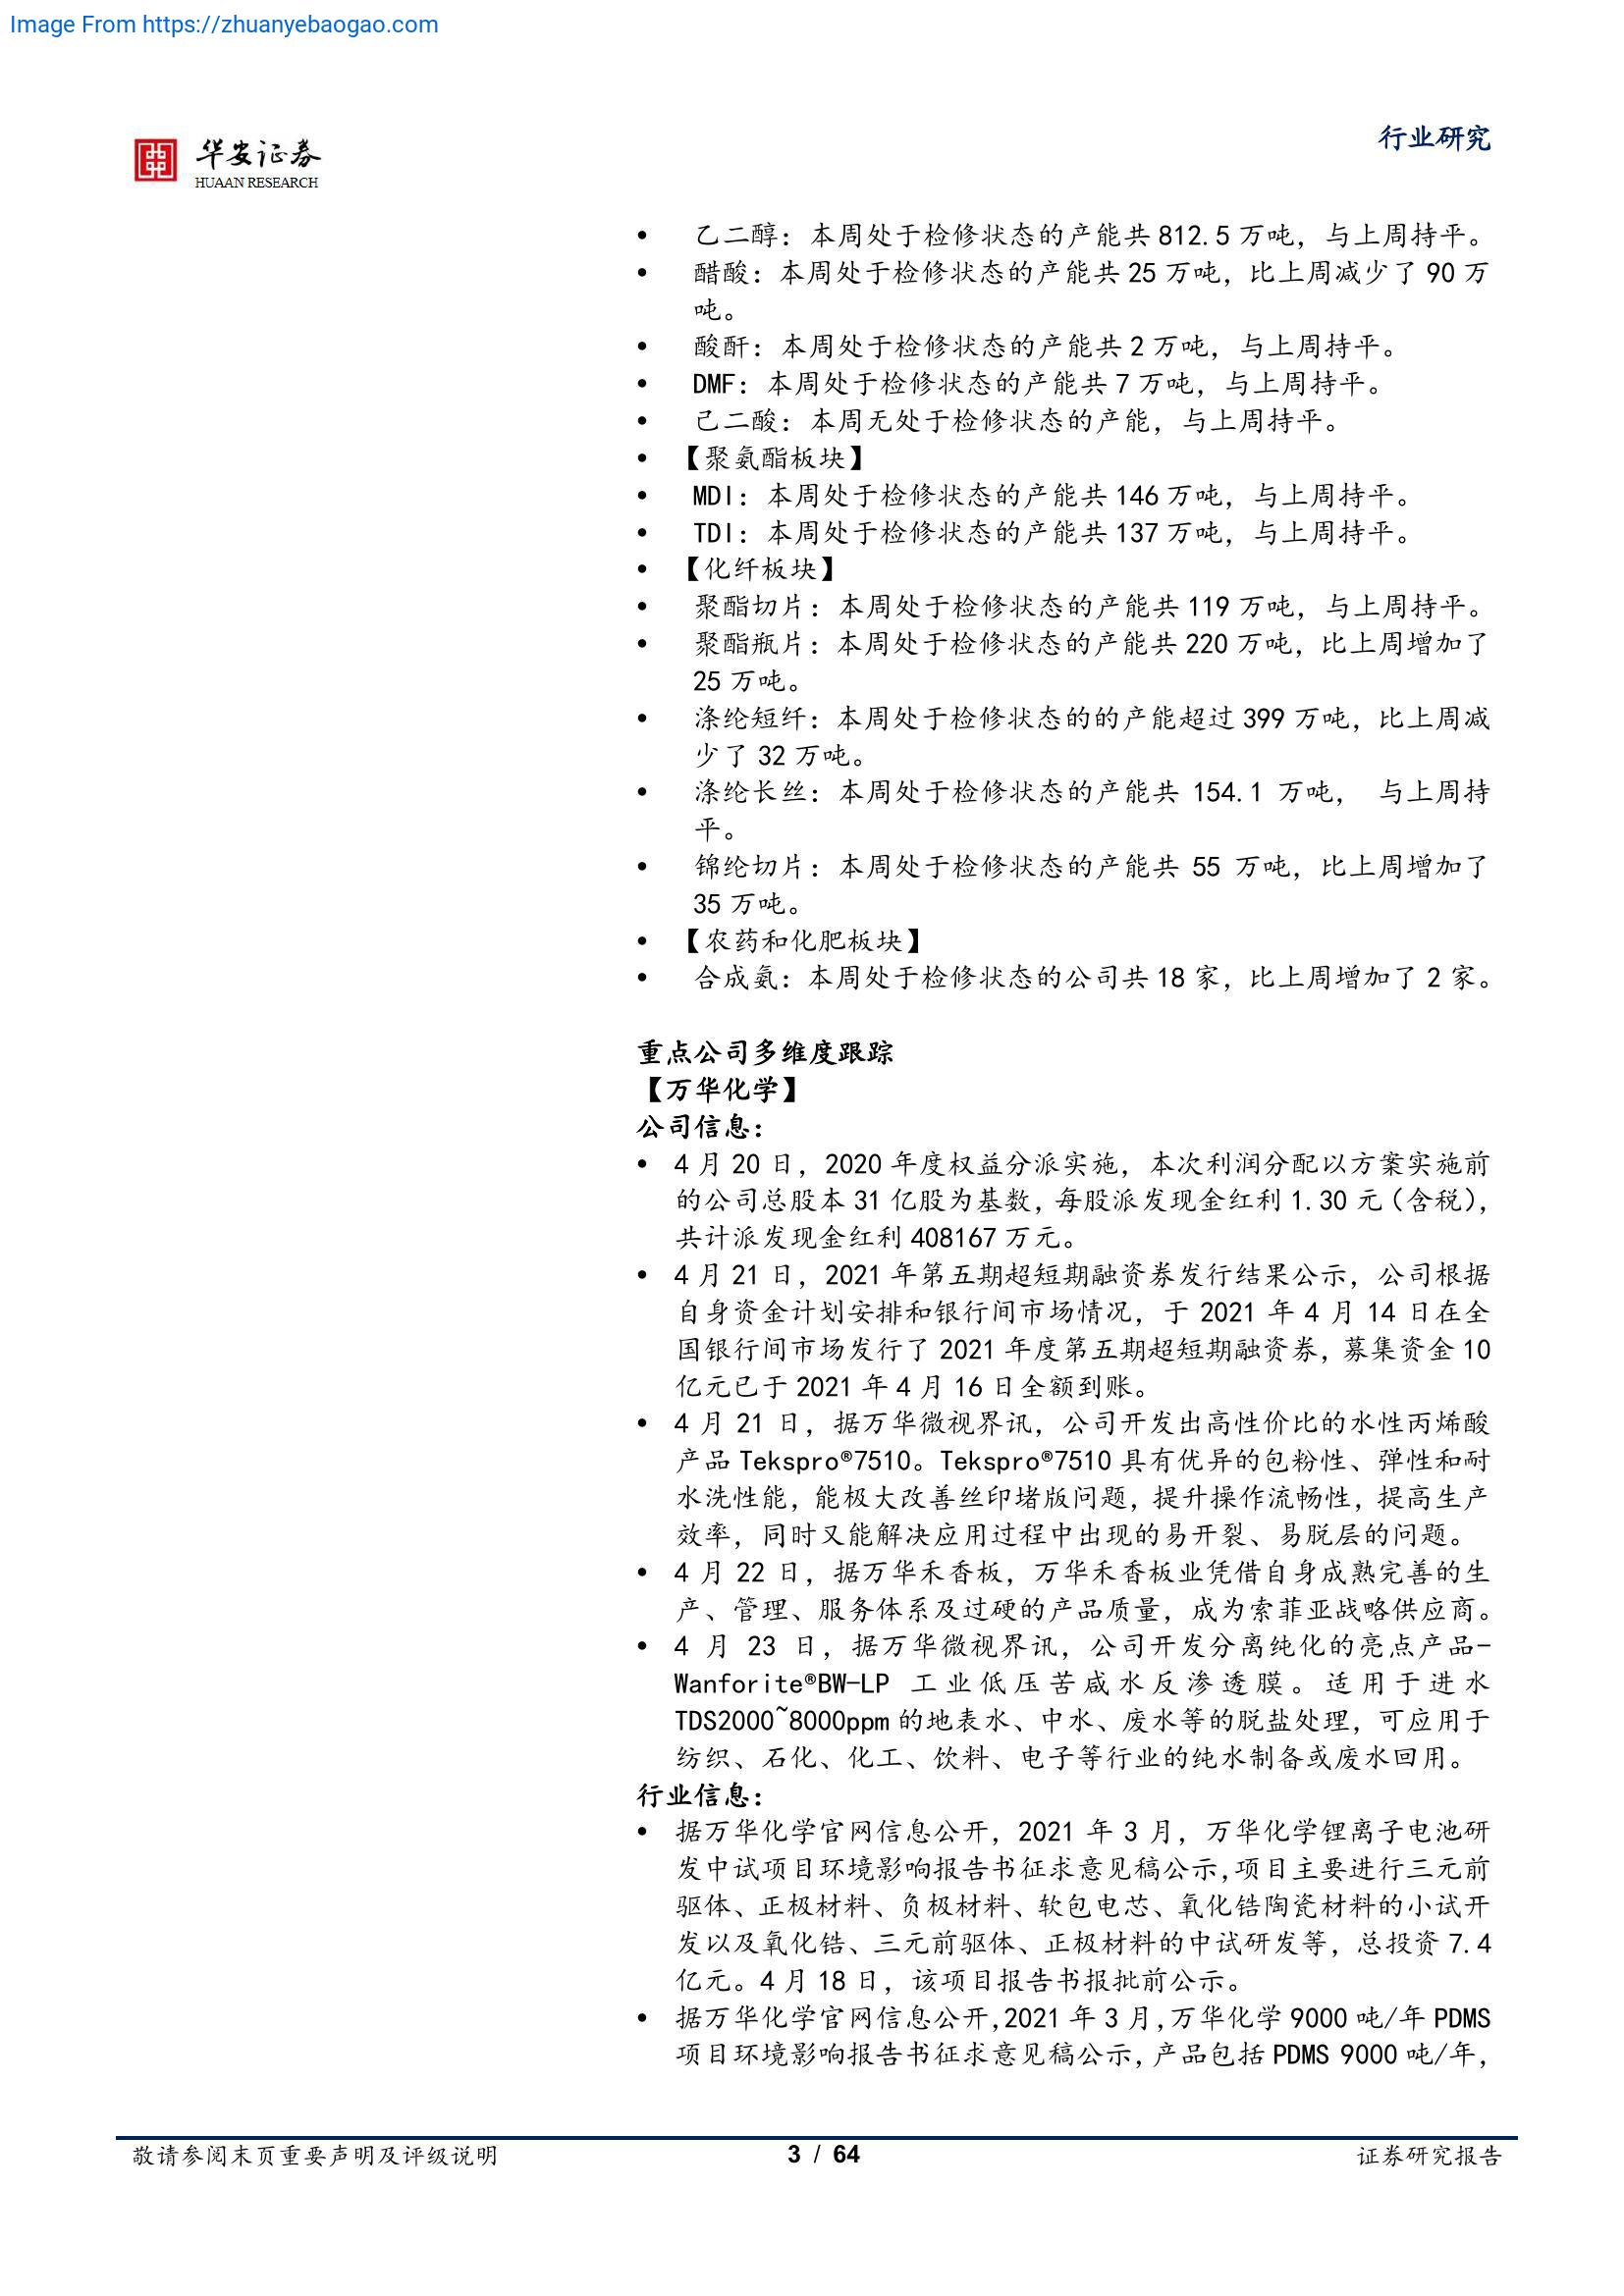 Image From https://zhuanyebaogao.com
华安证券
HUAAN RESEARCH
行业研究
• 乙二醇：本周处于检修状态的产能共 812.5 万吨，与上周持平。
• 醋酸：本周处于检修状态的产能共 25 万吨，比上周减少了 90 万
吨。
• 酸酐：本周处于检修状态的产能共 2 万吨，与上周持平。
• DMF：本周处于检修状态的产能共 7 万吨，与上周持平。
• 己二酸：本周无处于检修状态的产能，与上周持平。
• 【聚氨酯板块】
• MDI：本周处于检修状态的产能共 146 万吨，与上周持平。
• TDI：本周处于检修状态的产能共 137 万吨，与上周持平。
• 【化纤板块】
• 聚酯切片：本周处于检修状态的产能共 119 万吨，与上周持平。
• 聚酯瓶片：本周处于检修状态的产能共 220 万吨，比上周增加了
25 万吨。
• 涤纶短纤：本周处于检修状态的的产能超过 399 万吨，比上周减
少了 32 万吨。
• 涤纶长丝：本周处于检修状态的产能共 154.1 万吨， 与上周持
平。
• 锦纶切片：本周处于检修状态的产能共 55 万吨，比上周增加了
35 万吨。
• 【农药和化肥板块】
• 合成氨：本周处于检修状态的公司共 18 家，比上周增加了 2 家。
重点公司多维度跟踪
【万华化学】
公司信息：
• 4 月 20 日，2020 年度权益分派实施，本次利润分配以方案实施前
的公司总股本 31 亿股为基数，每股派发现金红利 1.30 元（含税），
共计派发现金红利 408167 万元。
• 4 月 21 日，2021 年第五期超短期融资券发行结果公示，公司根据
自身资金计划安排和银行间市场情况，于 2021 年 4 月 14 日在全
国银行间市场发行了 2021 年度第五期超短期融资券，募集资金 10
亿元已于 2021 年 4 月 16 日全额到账。
• 4 月 21 日，据万华微视界讯，公司开发出高性价比的水性丙烯酸
产品 Tekspro®7510。Tekspro®7510 具有优异的包粉性、弹性和耐
水洗性能，能极大改善丝印堵版问题，提升操作流畅性，提高生产
效率，同时又能解决应用过程中出现的易开裂、易脱层的问题。
• 4 月 22 日，据万华禾香板，万华禾香板业凭借自身成熟完善的生
产、管理、服务体系及过硬的产品质量，成为索菲亚战略供应商。
• 4 月 23 日，据万华微视界讯，公司开发分离纯化的亮点产品-
Wanforite®BW-LP 工业低压苦咸水反渗透膜。适用于进水
TDS2000~8000ppm 的地表水、中水、废水等的脱盐处理，可应用于
纺织、石化、化工、饮料、电子等行业的纯水制备或废水回用。
行业信息：
• 据万华化学官网信息公开，2021 年 3 月，万华化学锂离子电池研
发中试项目环境影响报告书征求意见稿公示,项目主要进行三元前
驱体、正极材料、负极材料、软包电芯、氧化锆陶瓷材料的小试开
发以及氧化锆、三元前驱体、正极材料的中试研发等，总投资 7.4
亿元。4 月 18 日，该项目报告书报批前公示。
• 据万华化学官网信息公开,2021 年 3 月,万华化学 9000 吨/年 PDMS
项目环境影响报告书征求意见稿公示,产品包括 PDMS 9000 吨/年，
敬请参阅末页重要声明及评级说明
3 / 64
证券研究报告